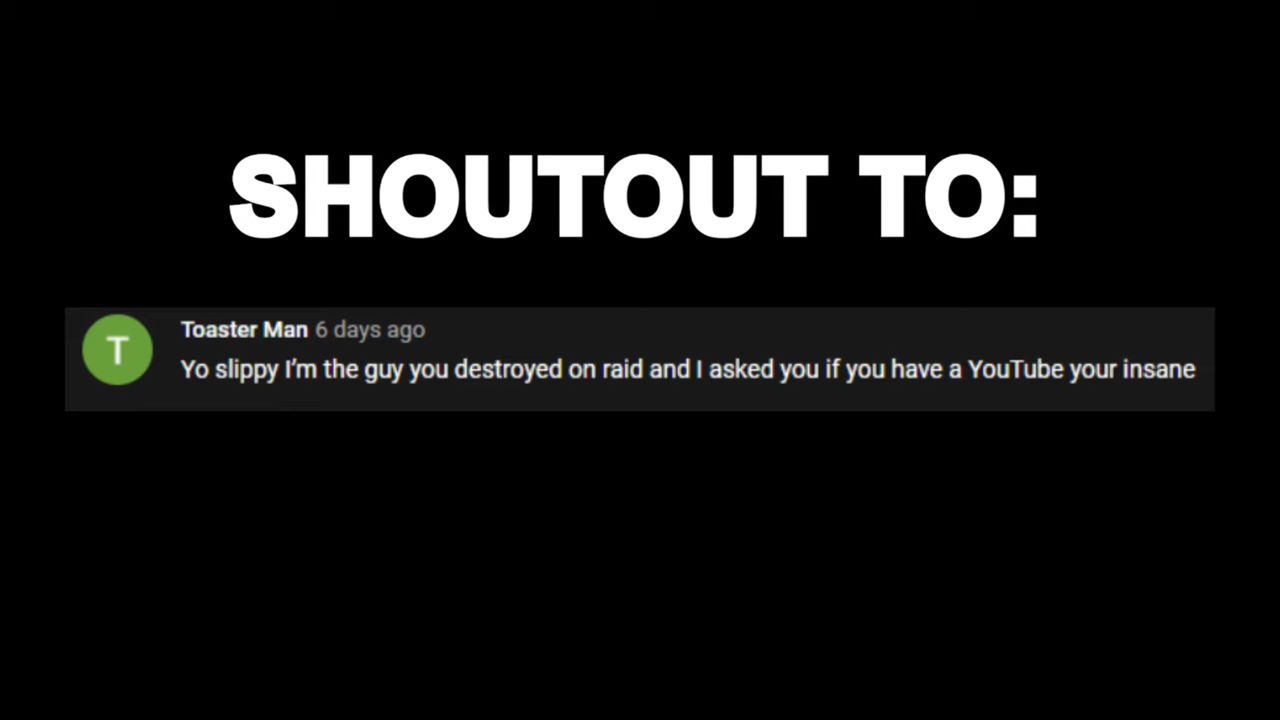 SHOUTOUT TO:
T
Toaster Man 6 days ago
Yo slippy I’m the guy you destroyed on raid and I asked you if you have a YouTube your insane